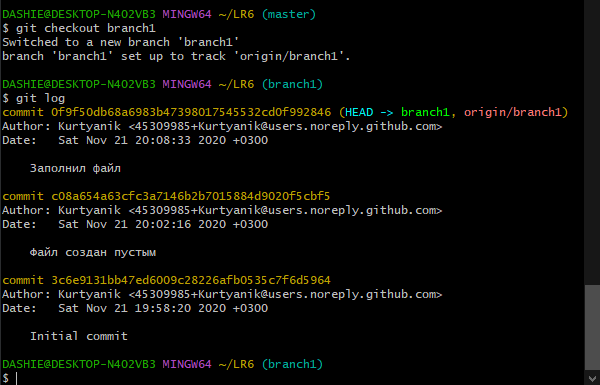 DASHIE@DESKTOP-N4O2VB3 MINGW64 ~/LR6 (master)
$ git checkout branch1
Switched to a new branch 'branch1'
branch 'branch1' set up to track 'origin/branch1'.
DASHIE@DESKTOP-N4O2VB3 MINGW64 ~/LR6 (branch1)
$ git log
commit 0f9f50db68a6983b47398017545532cd0f992846 (HEAD -> branch1, origin/branch1)
Author: Kurtyanik <45309985+Kurtyanik@users.noreply.github.com>
Date:   Sat Nov 21 20:08:33 2020 +0300
Заполнил файл
commit c08a654a63cfc3a7146b2b7015884d9020f5cbf5
Author: Kurtyanik <45309985+Kurtyanik@users.noreply.github.com>
Date:   Sat Nov 21 20:02:16 2020 +0300
Файл создан пустым
commit 3c6e9131bb47ed6009c28226afb0535c7f6d5964
Author: Kurtyanik <45309985+Kurtyanik@users.noreply.github.com>
Date:   Sat Nov 21 19:58:20 2020 +0300
Initial commit
DASHIE@DESKTOP-N4O2VB3 MINGW64 ~/LR6 (branch1)
$